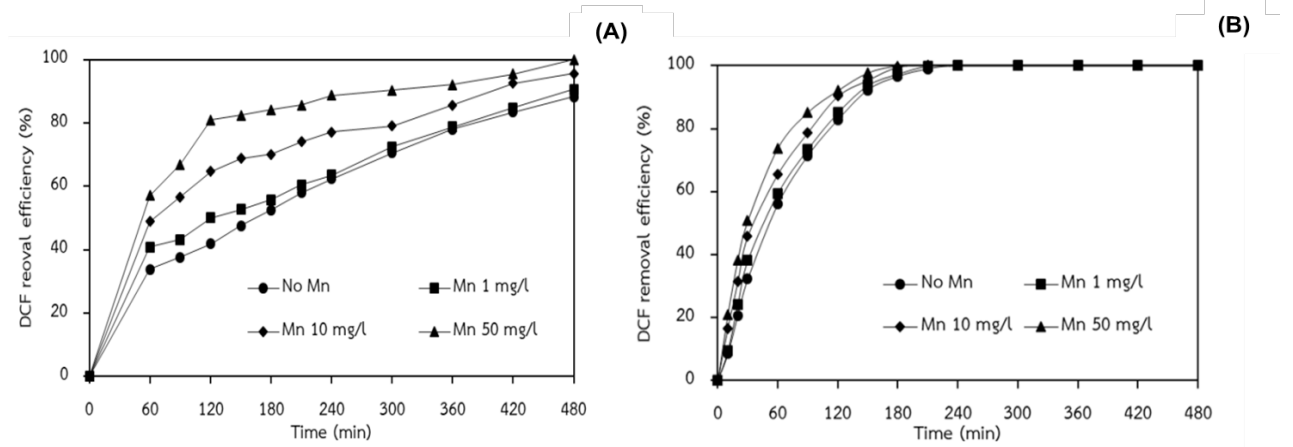 (A)
DCF reoval efficiency (%)
100
80
60
40
20
0
No Mn
Mn 1 mg/l
Mn 10 mg/l
Mn 50 mg/l
0 60 120 180 240 300 360 420 480
Time (min)
(B)
DCF removal efficiency (%)
100
80
60
40
20
0
No Mn
Mn 1 mg/l
Mn 10 mg/l
Mn 50 mg/l
0 60 120 180 240 300 360 420 480
Time (min)